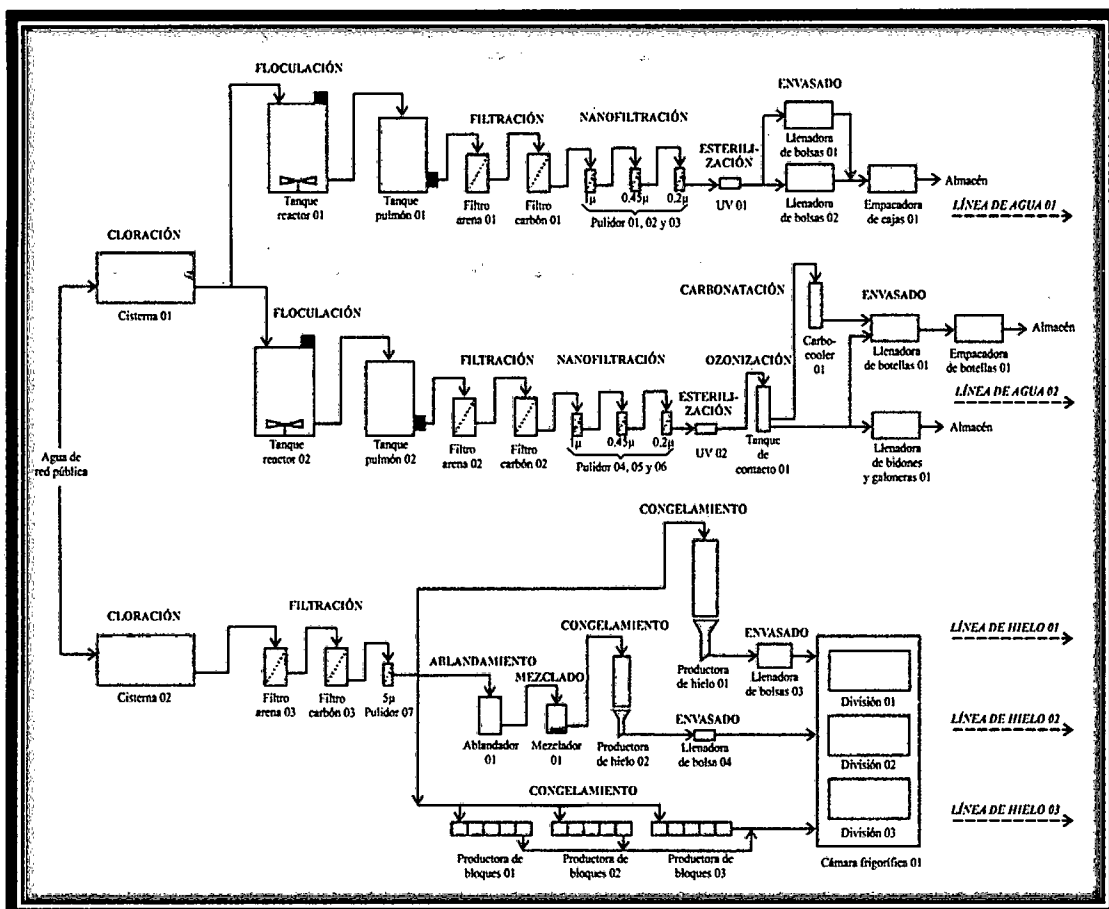 FLOCULACIÓN
Tanque
reactor 01
Tanque
pulmón 01
FILTRACIÓN
Filtro
arena 01
Filtro
carbón 01
NANOFILTRACIÓN
1μ
0,45μ
0,2μ
Pulidor 01, 02 y 03
ESTERILI-
ZACIÓN
UV 01
ENVASADO
Llenadora
de bolsas 01
Llenadora
de bolsas 02
Empacadora
de cajas 01
Almacén
LÍNEA DE AGUA 01
CLORACIÓN
Cisterna 01
FLOCULACIÓN
Tanque
reactor 02
Tanque
pulmón 02
FILTRACIÓN
Filtro
arena 02
Filtro
carbón 02
NANOFILTRACIÓN
1μ
0,45μ
0,2μ
Pulidor 04, 05 y 06
ESTERILI-
ZACIÓN
UV 02
OZONIZACIÓN
Tanque
de
contacto 01
CARBONATACIÓN
Carbo-
cooler
01
ENVASADO
Llenadora
de botellas 01
Empacadora
de botellas 01
Almacén
LÍNEA DE AGUA 02
Llenadora
de bidones
y galoneras 01
Almacén
Agua de
red pública
CLORACIÓN
Cisterna 02
FILTRACIÓN
Filtro
arena 03
Filtro
carbón 03
5μ
Pulidor 07
ABLANDAMIENTO
Ablandador
01
MEZCLADO
Mezclador
01
CONGELAMIENTO
Productora
de hielo 01
ENVASADO
Llenadora
de bolsas 03
CONGELAMIENTO
Productora
de hielo 02
ENVASADO
Llenadora
de bolsa 04
CONGELAMIENTO
Productora de
bloques 01
Productora de
bloques 02
Productora de
bloques 03
División 01
División 02
División 03
Cámara frigorífica 01
LÍNEA DE HIELO 01
LÍNEA DE HIELO 02
LÍNEA DE HIELO 03